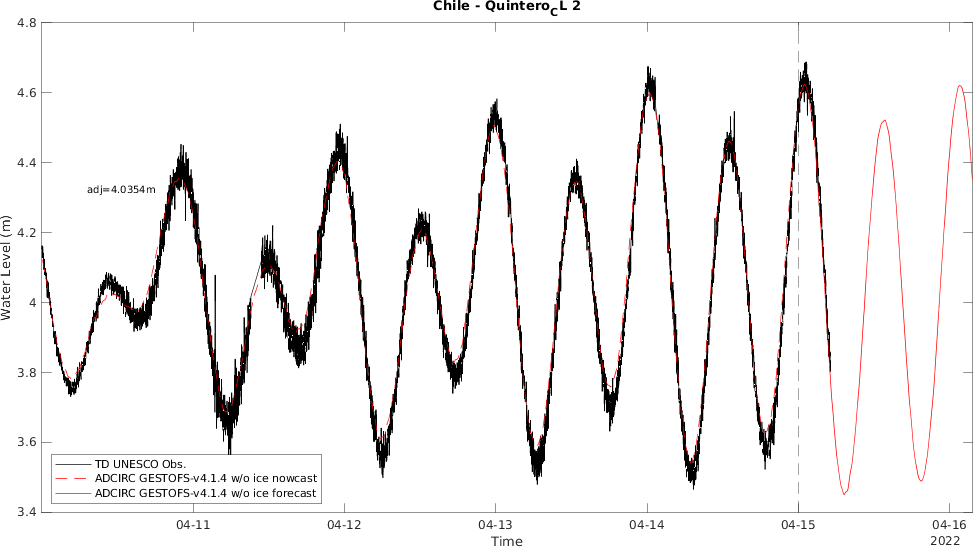 Chile - QuinteroCL 2
4.8
4.6
4.4
4.2
4
3.8
3.6
3.4
Water Level (m)
adj=4.0354m
TD UNESCO Obs.
ADCIRC GESTOFS-v4.1.4 w/o ice nowcast
ADCIRC GESTOFS-v4.1.4 w/o ice forecast
04-11
04-12
04-13
04-14
04-15
04-16
Time
2022